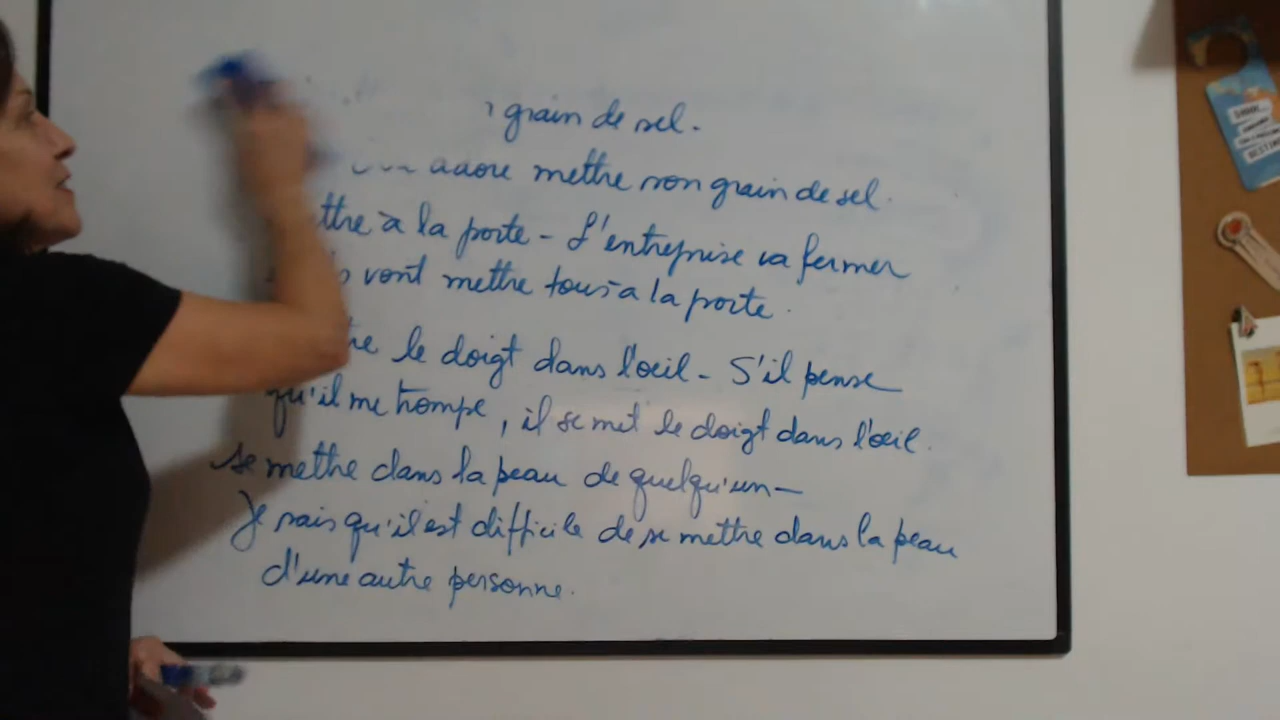 grain de sel.
adore mettre son grain de sel.
à la porte - L'entreprise va fermer
vont mettre tous à la porte.
le doigt dans l'oeil - S'il pense
qu'il me trompe, il se met le doigt dans l'oeil.
se mettre dans la peau de quelqu'un -
Je sais qu'il est difficile de se mettre dans la peau
d'une autre personne.